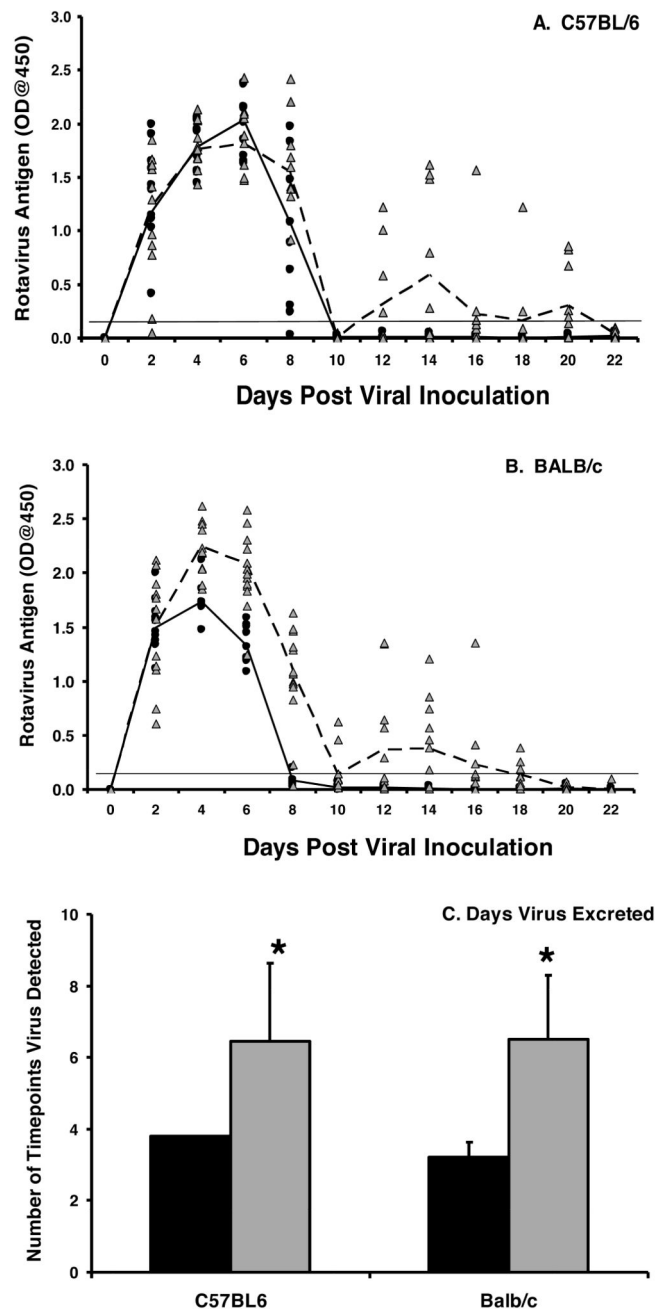 A. C57BL/6
Rotavirus Antigen (OD@450)
3.0
2.5
2.0
1.5
1.0
0.5
0.0
0 2 4 6 8 10 12 14 16 18 20 22
Days Post Viral Inoculation
B. BALB/c
Rotavirus Antigen (OD@450)
3.0
2.5
2.0
1.5
1.0
0.5
0.0
0 2 4 6 8 10 12 14 16 18 20 22
Days Post Viral Inoculation
C. Days Virus Excreted
Number of Timepoints Virus Detected
10
8
6
4
2
0
* *
C57BL6 Balb/c